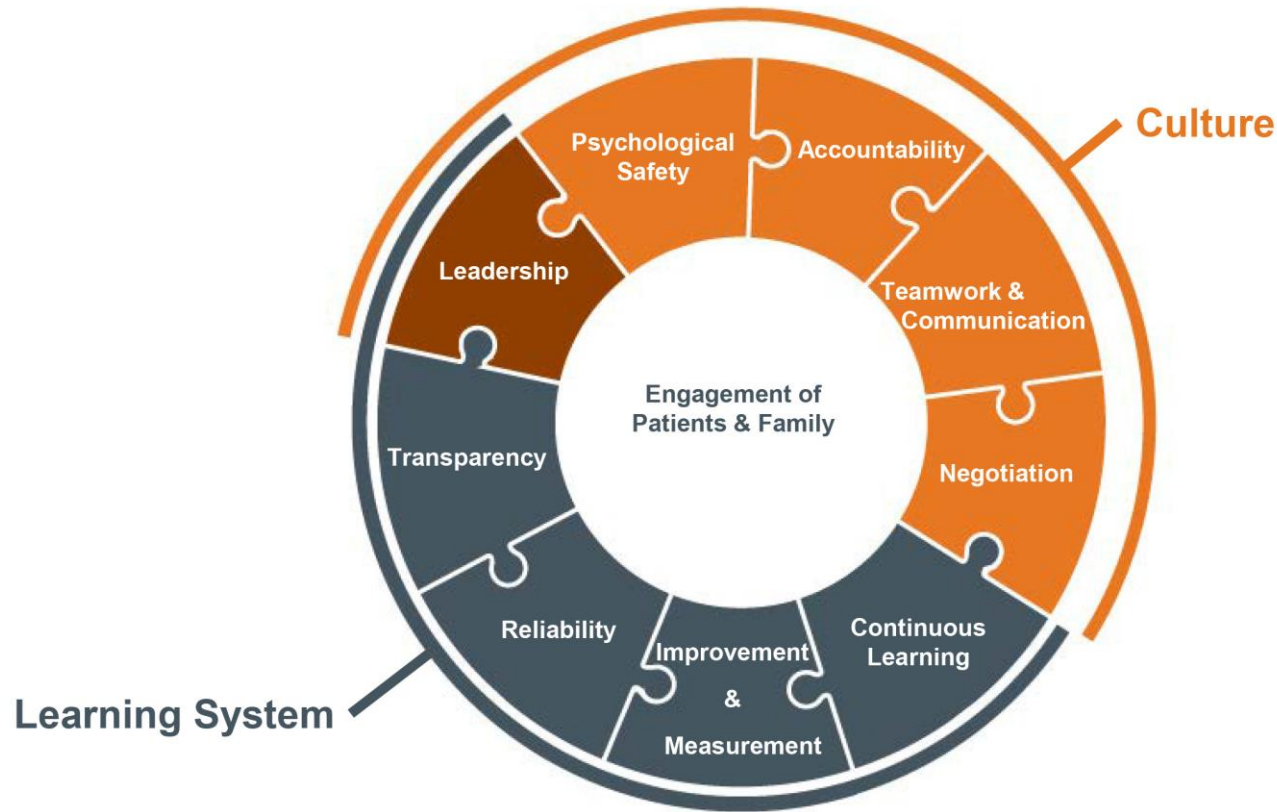 Culture
Psychological
Safety
Accountability
Leadership
Teamwork &
Communication
Engagement of
Patients & Family
Transparency
Negotiation
Reliability
Improvement
&
Measurement
Continuous
Learning
Learning System